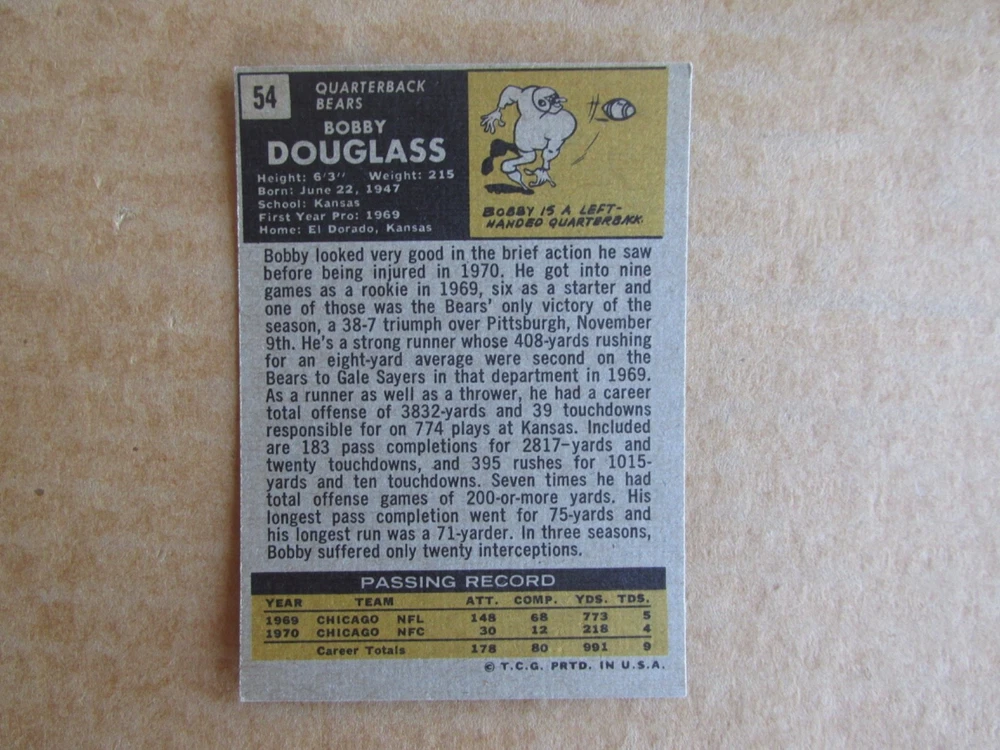 54
QUARTERBACK
BEARS
BOBBY
DOUGLASS
Height: 6'3" Weight: 215
Born: June 22, 1947
School: Kansas
First Year Pro: 1969
Home: El Dorado, Kansas
BOBBY IS A LEFT-
HANDED QUARTERBACK.
Bobby looked very good in the brief action he saw
before being injured in 1970. He got into nine
games as a rookie in 1969, six as a starter and
one of those was the Bears' only victory of the
season, a 38-7 triumph over Pittsburgh, November
9th. He's a strong runner whose 408-yards rushing
for an eight-yard average were second on the
Bears to Gale Sayers in that department in 1969.
As a runner as well as a thrower, he had a career
total offense of 3832-yards and 39 touchdowns
responsible for on 774 plays at Kansas. Included
are 183 pass completions for 2817-yards and
twenty touchdowns, and 395 rushes for 1015-
yards and ten touchdowns. Seven times he had
total offense games of 200-or-more yards. His
longest pass completion went for 75-yards and
his longest run was a 71-yarder. In three seasons,
Bobby suffered only twenty interceptions.
PASSING RECORD
YEAR TEAM ATT. COMP. YDS. TDS.
1969 CHICAGO NFL 148 68 773 5
1970 CHICAGO NFC 30 12 218 4
Career Totals 178 80 991 9
© T.C.G. PRTD. IN U.S.A.